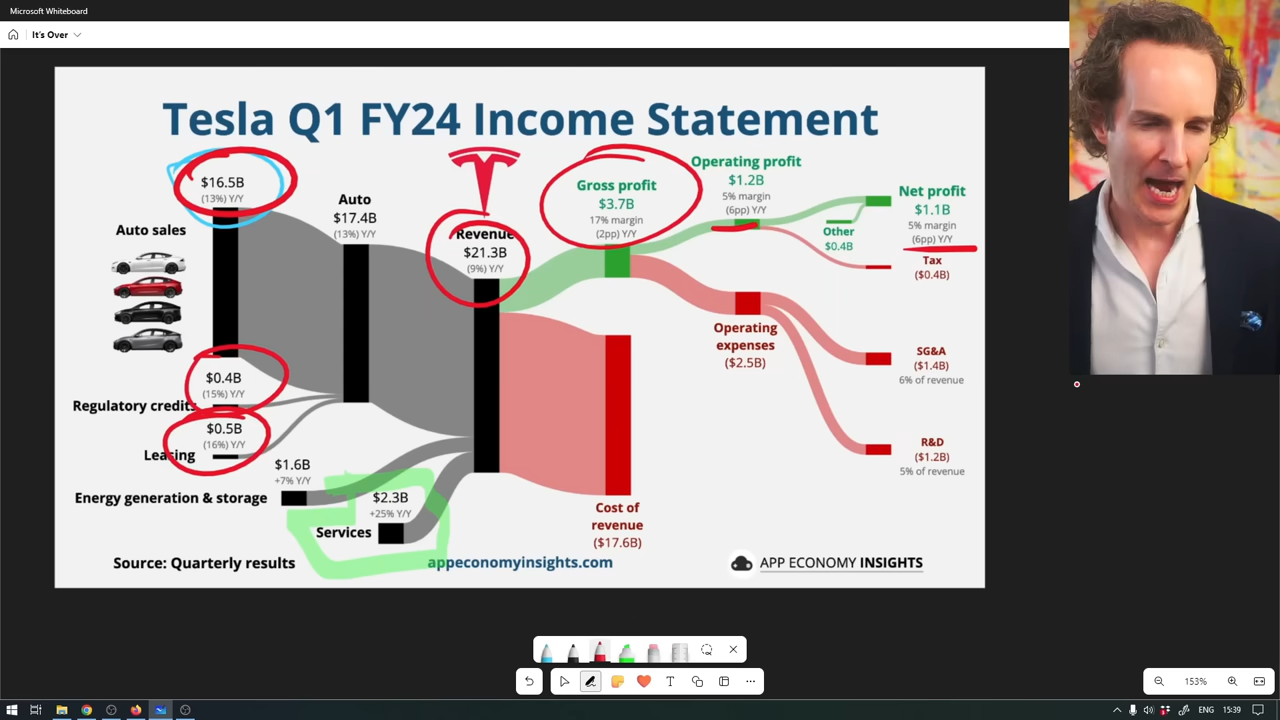 Microsoft Whiteboard
It's Over
Tesla Q1 FY24 Income Statement
$16.5B
(13%) Y/Y
Auto sales
Auto
$17.4B
(13%) Y/Y
Revenue
$21.3B
(9%) Y/Y
Gross profit
$3.7B
17% margin
(2pp) Y/Y
Operating profit
$1.2B
5% margin
(6pp) Y/Y
Other
$0.4B
Net profit
$1.1B
5% margin
(6pp) Y/Y
Tax
($0.4B)
$0.4B
(15%) Y/Y
Regulatory credits
$0.5B
(16%) Y/Y
Leasing
$1.6B
+7% Y/Y
Energy generation & storage
$2.3B
+25% Y/Y
Services
Operating
expenses
($2.5B)
SG&A
($1.4B)
6% of revenue
R&D
($1.2B)
5% of revenue
Cost of
revenue
($17.6B)
Source: Quarterly results
appeconomyinsights.com
APP ECONOMY INSIGHTS
T
153%
ENG
15:39